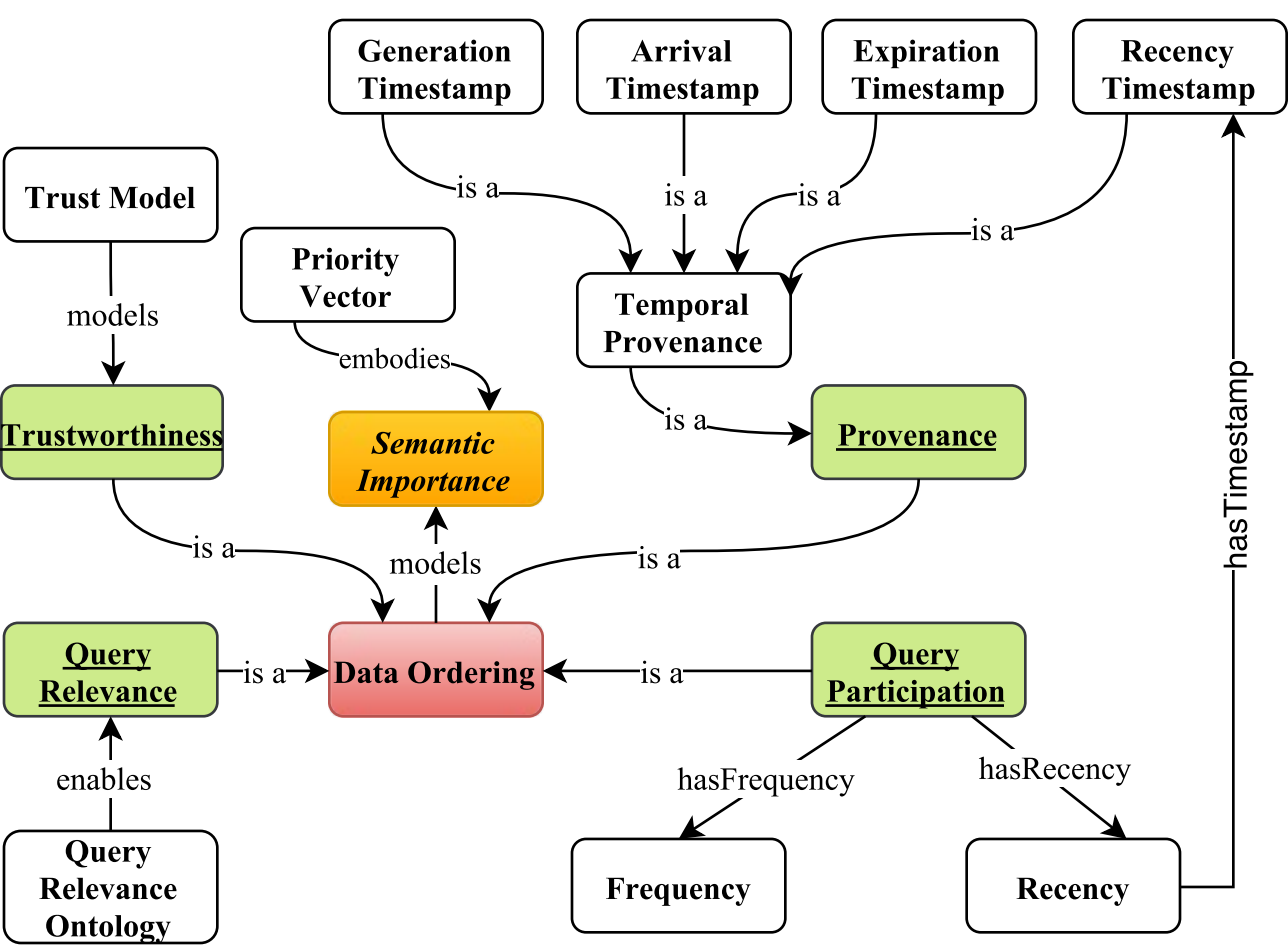 Generation
Timestamp
Arrival
Timestamp
Expiration
Timestamp
Recency
Timestamp
Trust Model
is a
is a
is a
is a
Priority
Vector
models
embodies
Temporal
Provenance
Trustworthiness
Semantic
Importance
is a
Provenance
hasTimestamp
is a
models
is a
Query
Relevance
is a
Data Ordering
is a
Query
Participation
enables
hasFrequency
hasRecency
Query
Relevance
Ontology
Frequency
Recency